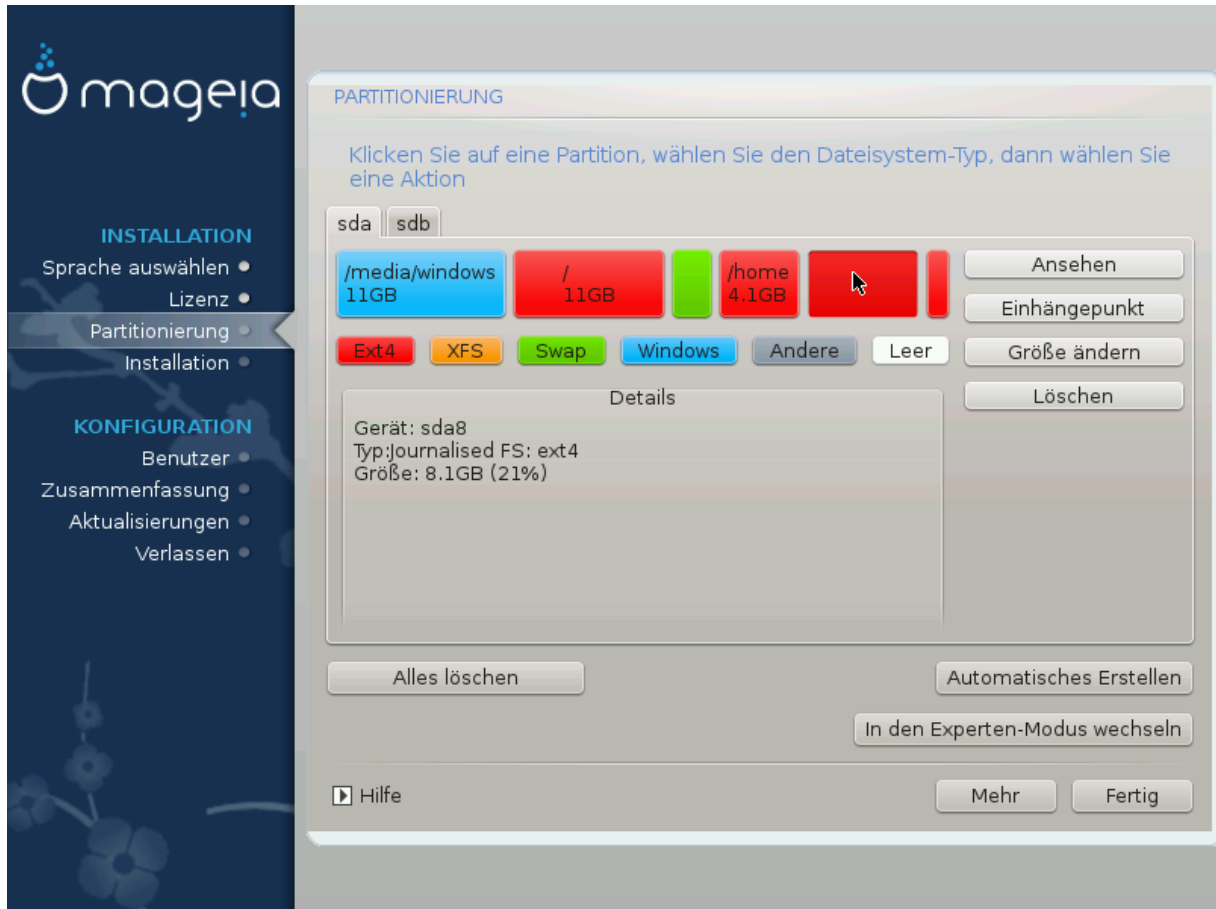 mageia
INSTALLATION
Sprache auswählen
Lizenz
Partitionierung
Installation
KONFIGURATION
Benutzer
Zusammenfassung
Aktualisierungen
Verlassen
PARTITIONIERUNG
Klicken Sie auf eine Partition, wählen Sie den Dateisystem-Typ, dann wählen Sie
eine Aktion
sda sdb
/media/windows
11GB
/
11GB
/home
4.1GB
Ext4 XFS Swap Windows Andere Leer
Details
Gerät: sda8
Typ:Journalised FS: ext4
Größe: 8.1GB (21%)
Ansehen
Einhängepunkt
Größe ändern
Löschen
Alles löschen
Automatisches Erstellen
In den Experten-Modus wechseln
Hilfe
Mehr
Fertig